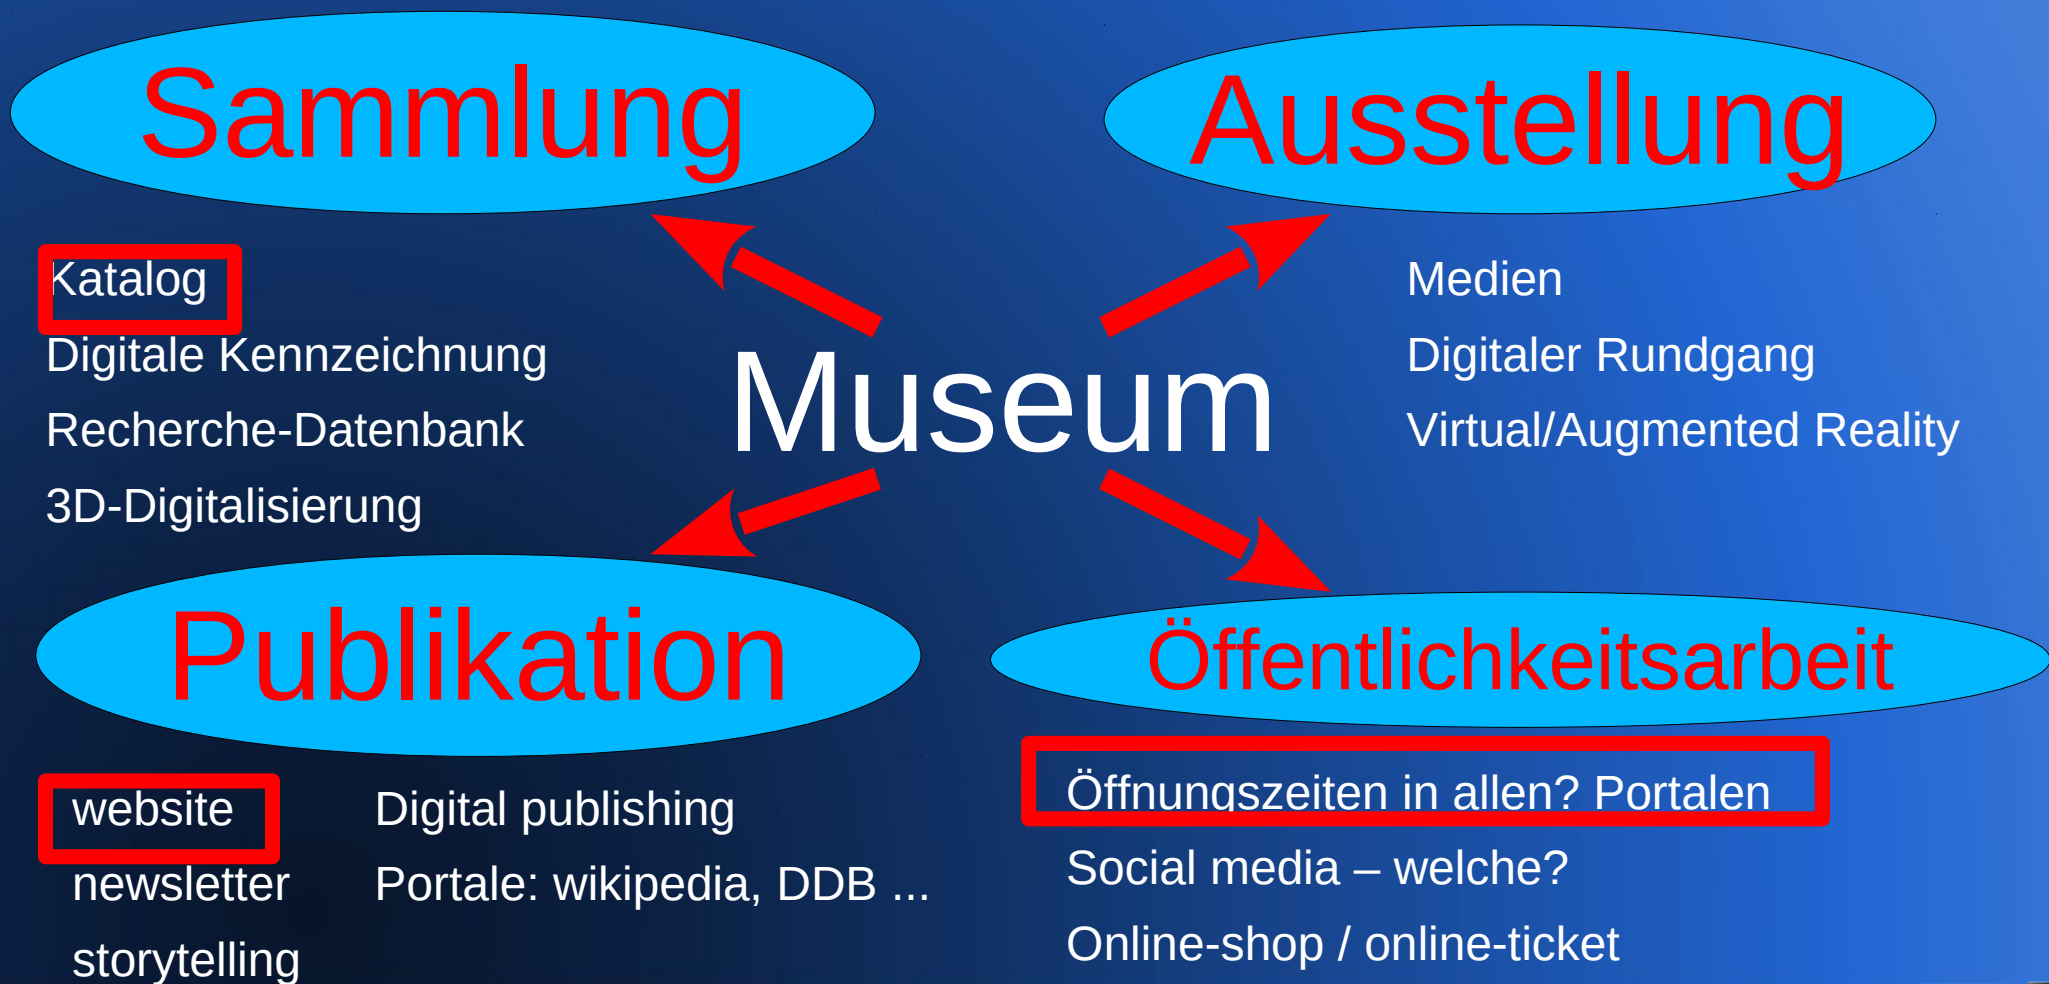 Sammlung
Ausstellung
Katalog
Digitale Kennzeichnung
Recherche-Datenbank
3D-Digitalisierung
Museum
Medien
Digitaler Rundgang
Virtual/Augmented Reality
Publikation
Öffentlichkeitsarbeit
website
newsletter
storytelling
Digital publishing
Portale: wikipedia, DDB ...
Öffnungszeiten in allen? Portalen
Social media – welche?
Online-shop / online-ticket